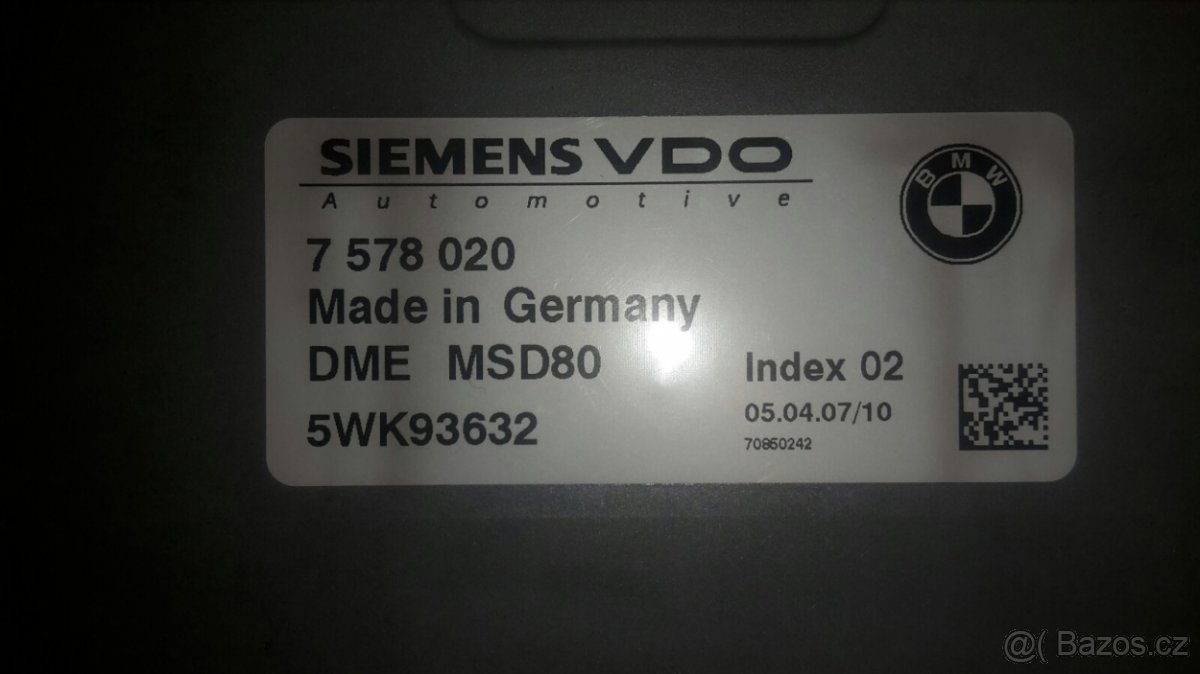 SIEMENS VDO
Automotive
BMW
7 578 020
Made in Germany
DME MSD80
Index 02
05.04.07/10
5WK93632
70850242
@( Bazos.cz